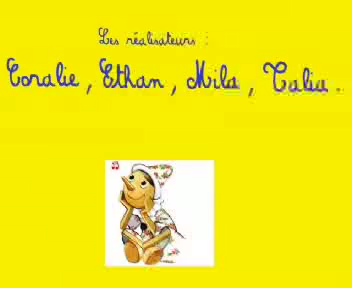 Les réalisateurs :
Coralie, Ethan, Mila, Talia.